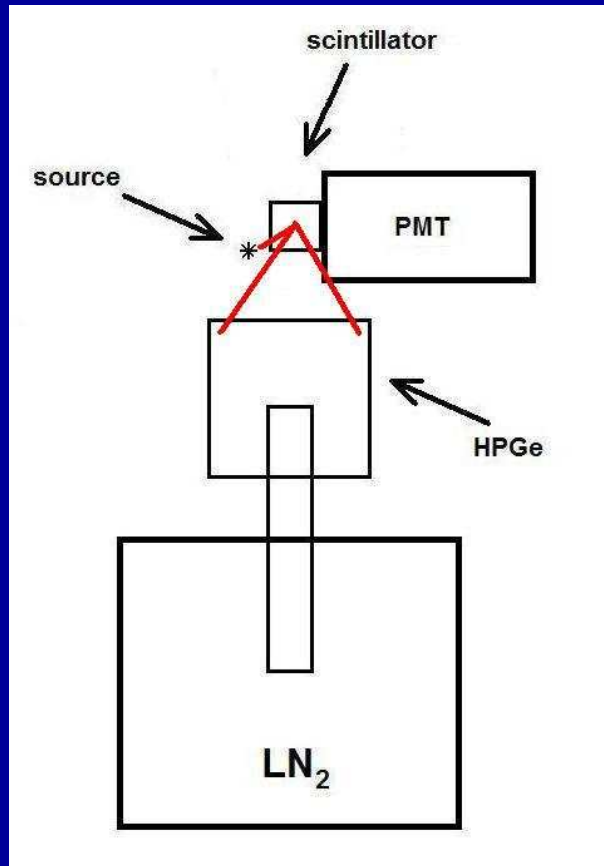 scintillator
source
PMT
HPGe
LN₂